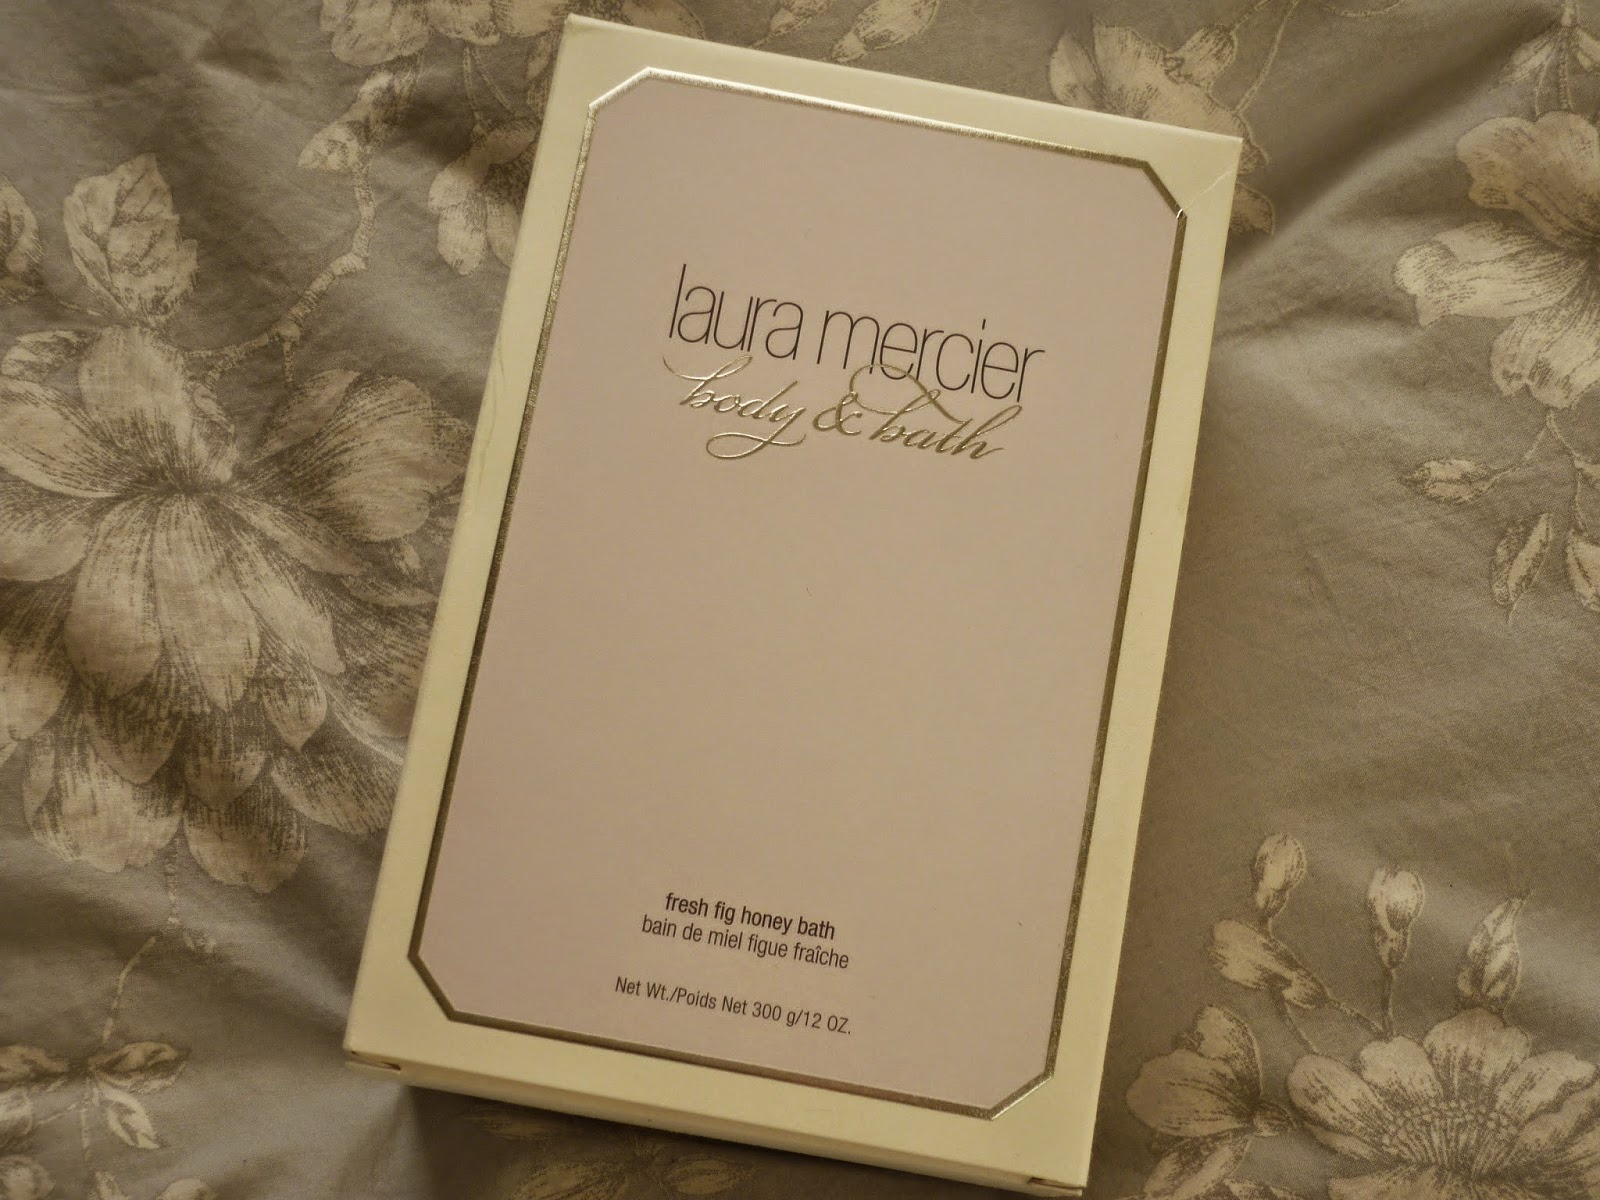 laura mercier
body & bath
fresh fig honey bath
bain de miel figue fraîche
Net Wt./Poids Net 300 g/12 OZ.